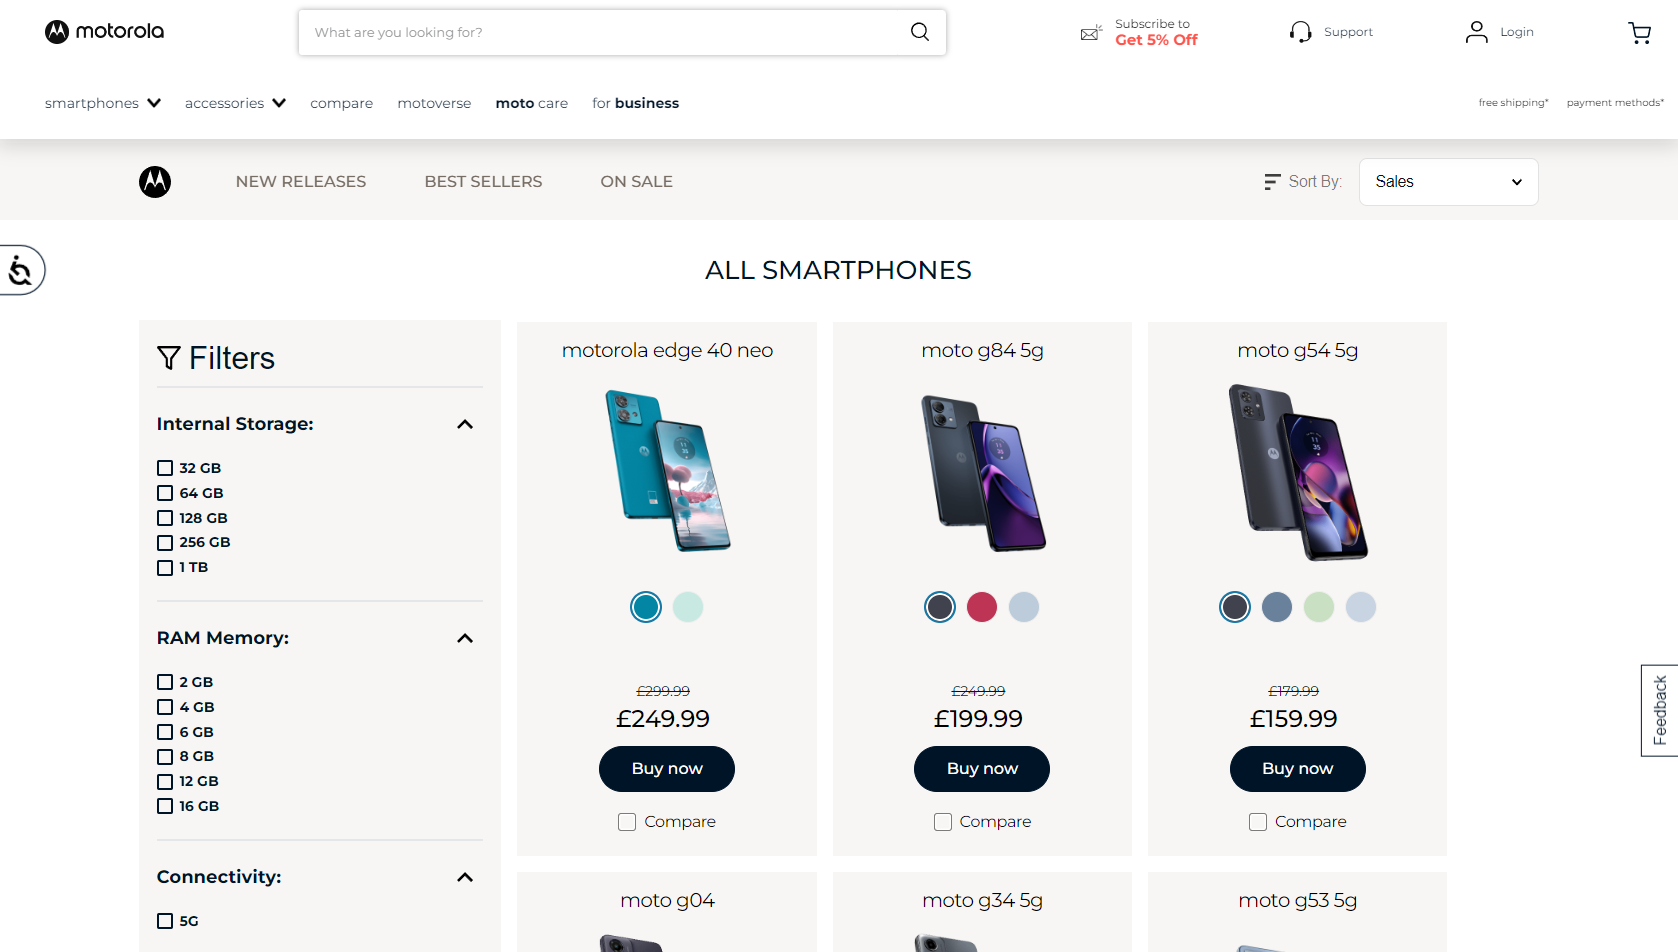 motorola
What are you looking for?
Subscribe to
Get 5% Off
Support
Login
smartphones
accessories
compare
motoverse
moto care
for business
free shipping*
payment methods*
NEW RELEASES
BEST SELLERS
ON SALE
Sort By:
Sales
ALL SMARTPHONES
Filters
Internal Storage:
32 GB
64 GB
128 GB
256 GB
1 TB
RAM Memory:
2 GB
4 GB
6 GB
8 GB
12 GB
16 GB
Connectivity:
5G
motorola edge 40 neo
£299.99
£249.99
Buy now
Compare
moto g84 5g
£249.99
£199.99
Buy now
Compare
moto g54 5g
£179.99
£159.99
Buy now
Compare
moto g04
moto g34 5g
moto g53 5g
Feedback